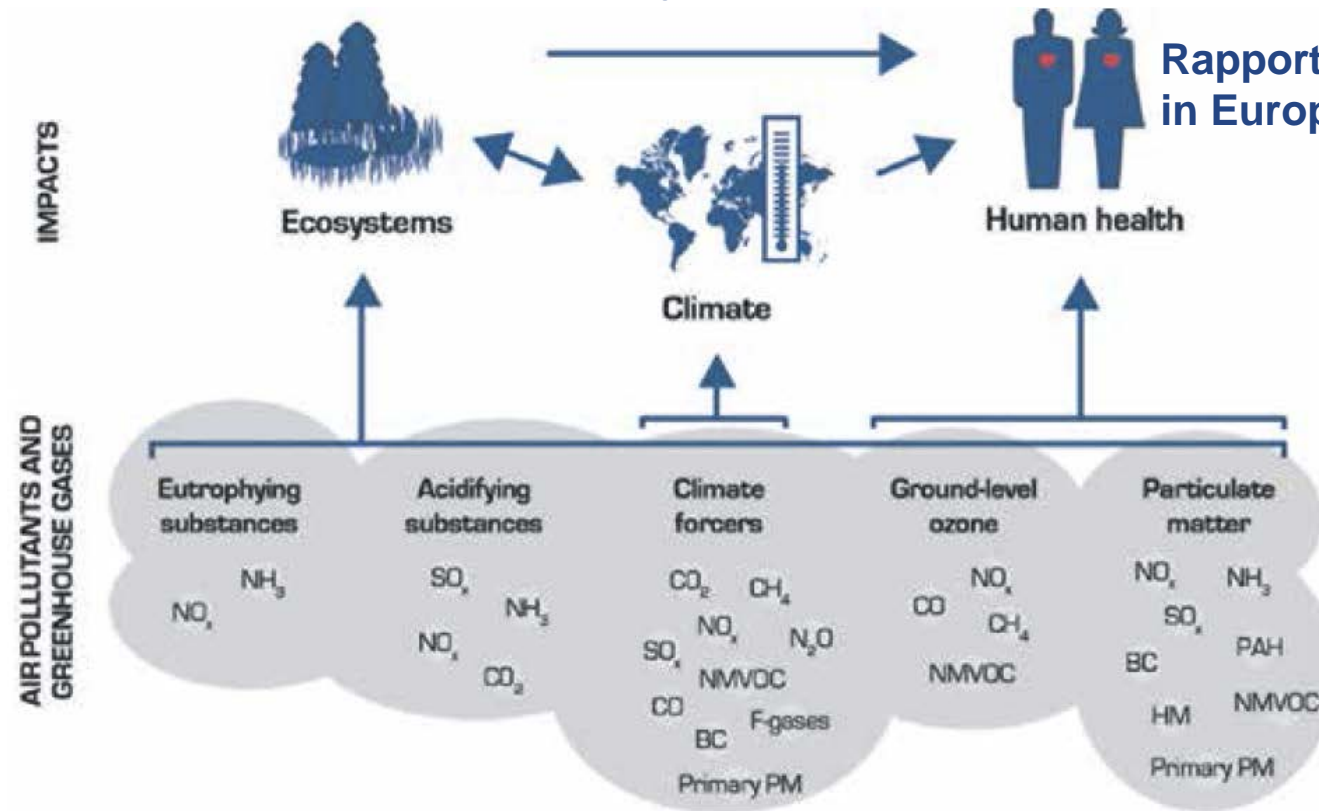 Rapport
in Europ
IMPACTS
Ecosystems
Climate
Human health
AIRPOLLUTANTS AND
GREENHOUSE GASES
Eutrophying
substances
NH₃
NOₓ
Acidifying
substances
SOₓ
NH₃
NOₓ
CO₂
Climate
forcers
CO₂ CH₄
NOₓ N₂O
SOₓ
NMVOC
CO F-gases
BC
Primary PM
Ground-level
ozone
NOₓ
CO
CH₄
NMVOC
Particulate
matter
NOₓ NH₃
SOₓ
PAH
BC
NMVOC
HM
Primary PM